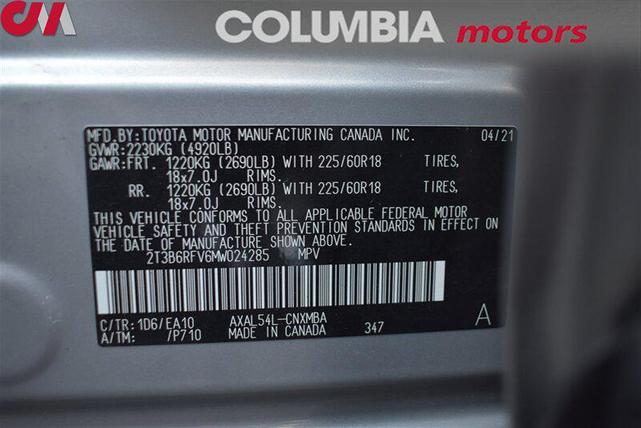 CM
COLUMBIA motors
MFD.BY:TOYOTA MOTOR MANUFACTURING CANADA INC. 04/21
GVWR:2230KG (4920LB)
GAWR:FRT. 1220KG (2690LB) WITH 225/60R18 TIRES,
18x7.0J RIMS.
RR. 1220KG (2690LB) WITH 225/60R18 TIRES,
18x7.0J RIMS.
THIS VEHICLE CONFORMS TO ALL APPLICABLE FEDERAL MOTOR
VEHICLE SAFETY AND THEFT PREVENTION STANDARDS IN EFFECT ON
THE DATE OF MANUFACTURE SHOWN ABOVE.
2T3B6RFV6MW024285 MPV
C/TR:1D6/EA10 AXAL54L-CNXMBA A
A/TM: /P710 MADE IN CANADA 347